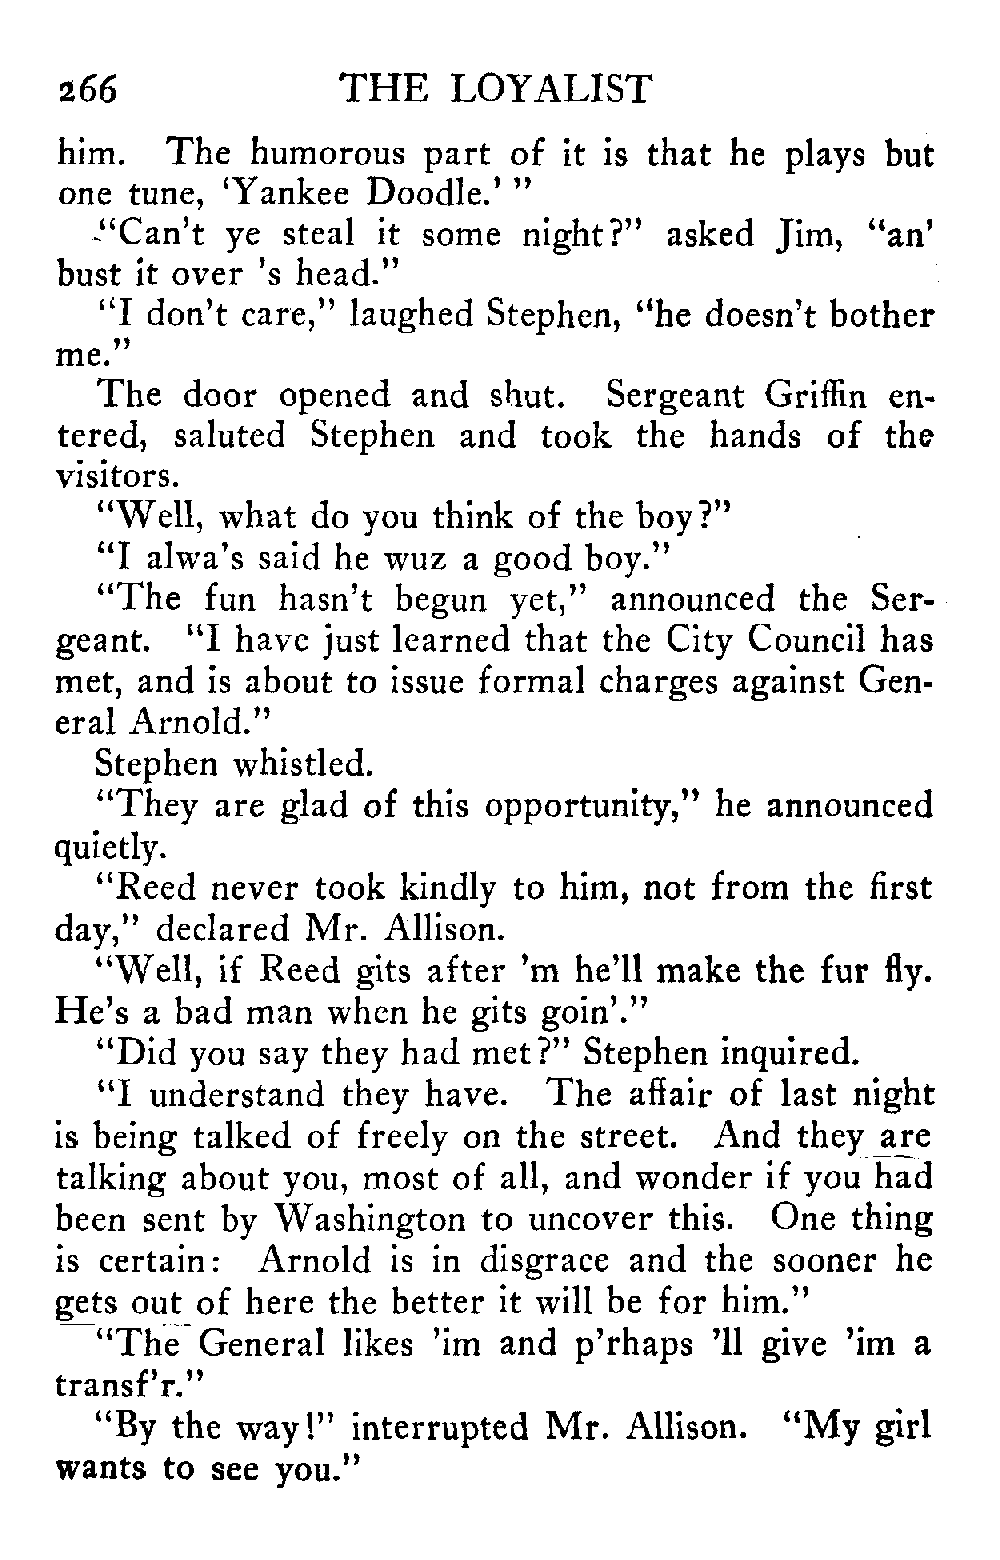 266 THE LOYALIST
him. The humorous part of it is that he plays but
one tune, 'Yankee Doodle.' "
"Can't ye steal it some night?" asked Jim, "an'
bust it over 's head."
"I don't care," laughed Stephen, "he doesn't bother
me."
The door opened and shut. Sergeant Griffin en-
tered, saluted Stephen and took the hands of the
visitors.
"Well, what do you think of the boy?"
"I alwa's said he wuz a good boy."
"The fun hasn't begun yet," announced the Ser-
geant. "I have just learned that the City Council has
met, and is about to issue formal charges against Gen-
eral Arnold."
Stephen whistled.
"They are glad of this opportunity," he announced
quietly.
"Reed never took kindly to him, not from the first
day," declared Mr. Allison.
"Well, if Reed gits after 'm he'll make the fur fly.
He's a bad man when he gits goin'."
"Did you say they had met?" Stephen inquired.
"I understand they have. The affair of last night
is being talked of freely on the street. And they are
talking about you, most of all, and wonder if you had
been sent by Washington to uncover this. One thing
is certain: Arnold is in disgrace and the sooner he
gets out of here the better it will be for him."
"The General likes 'im and p'rhaps 'll give 'im a
transf'r."
"By the way!" interrupted Mr. Allison. "My girl
wants to see you."